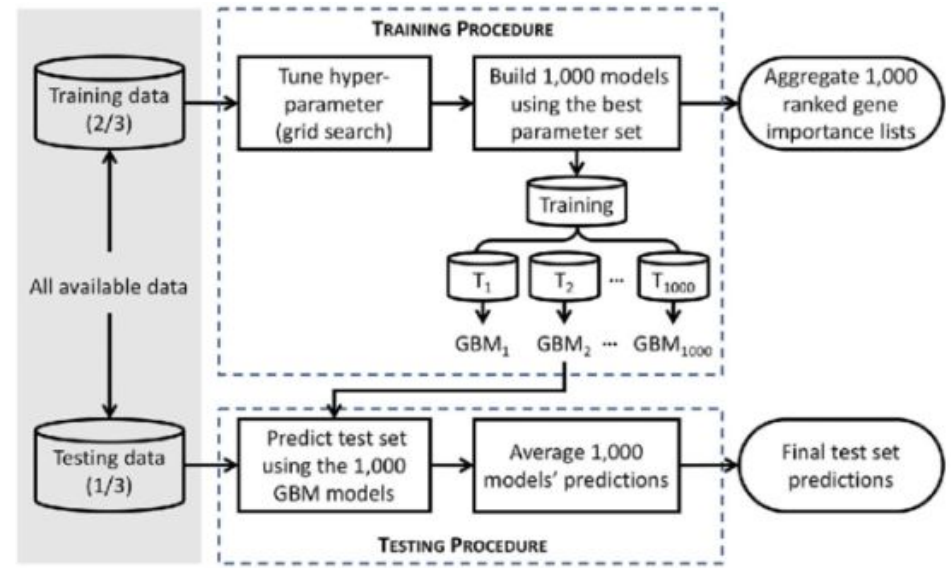 TRAINING PROCEDURE
Training data
(2/3)
Tune hyper-
parameter
(grid search)
Build 1,000 models
using the best
parameter set
Aggregate 1,000
ranked gene
importance lists
Training
All available data
T1 T2 ... T1000
GBM1 GBM2 ... GBM1000
Testing data
(1/3)
Predict test set
using the 1,000
GBM models
Average 1,000
models' predictions
Final test set
predictions
TESTING PROCEDURE